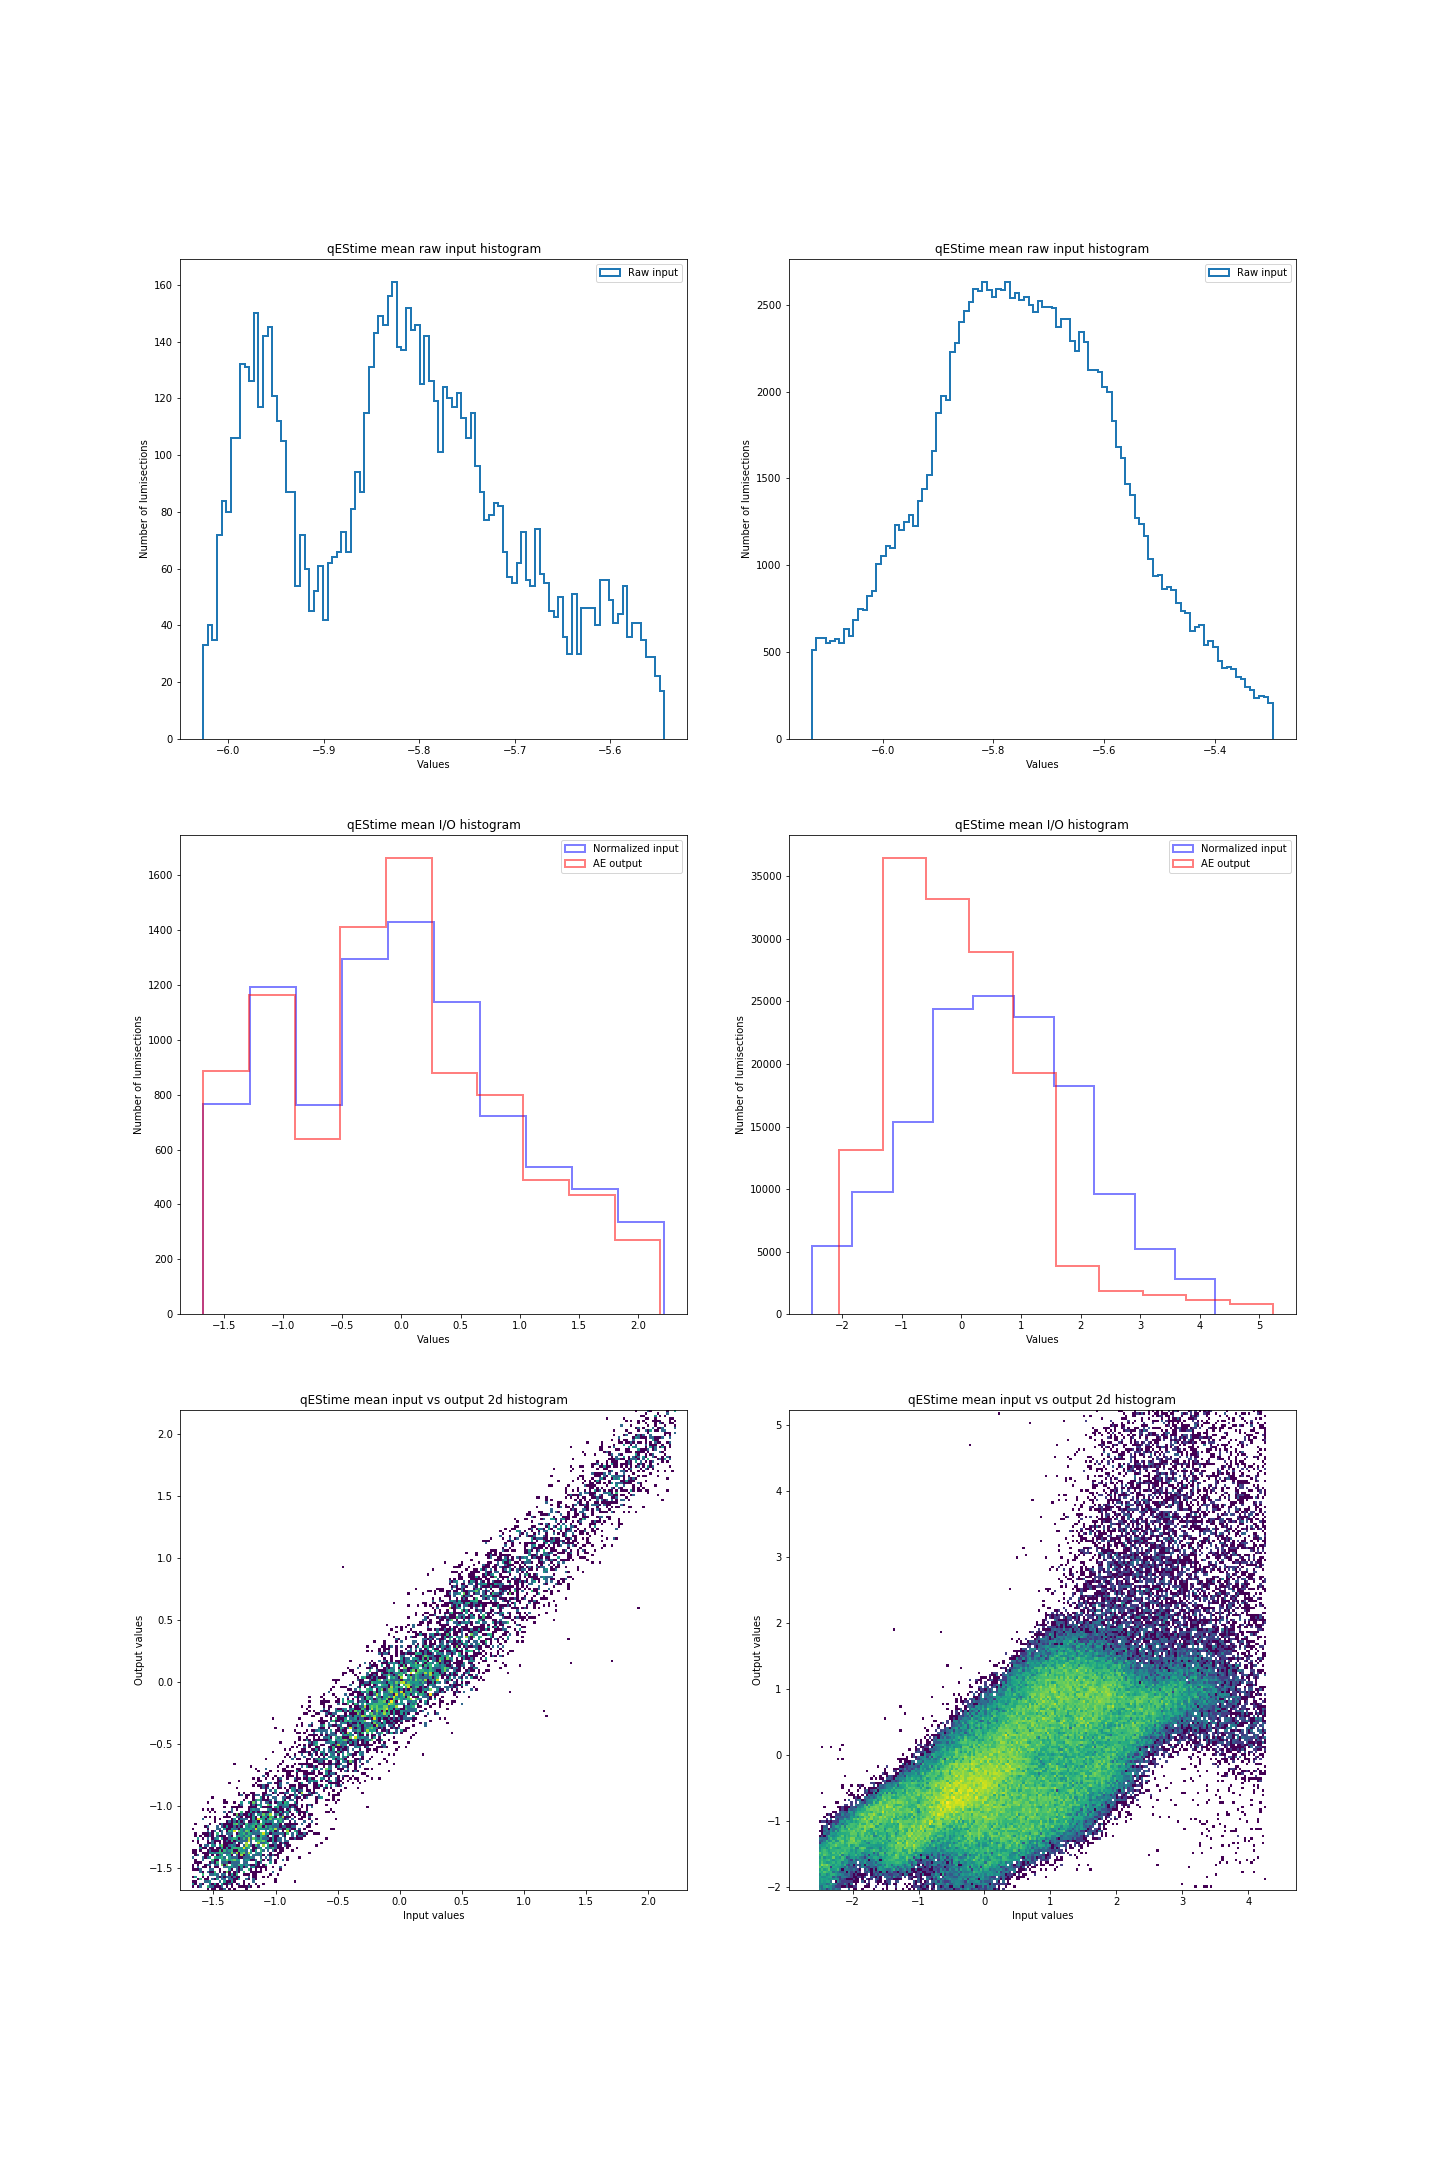 qEStime mean raw input histogram
Raw input
160
140
120
100
80
60
40
20
0
Number of lumisections
−6.0 −5.9 −5.8 −5.7 −5.6
Values
qEStime mean raw input histogram
Raw input
2500
2000
1500
1000
500
0
Number of lumisections
−6.0 −5.8 −5.6 −5.4
Values
qEStime mean I/O histogram
Normalized input
AE output
1600
1400
1200
1000
800
600
400
200
0
Number of lumisections
−1.5 −1.0 −0.5 0.0 0.5 1.0 1.5 2.0
Values
qEStime mean I/O histogram
Normalized input
AE output
35000
30000
25000
20000
15000
10000
5000
0
Number of lumisections
−2 −1 0 1 2 3 4 5
Values
qEStime mean input vs output 2d histogram
2.0
1.5
1.0
0.5
0.0
−0.5
−1.0
−1.5
Output values
−1.5 −1.0 −0.5 0.0 0.5 1.0 1.5 2.0
Input values
qEStime mean input vs output 2d histogram
5
4
3
2
1
0
−1
−2
Output values
−2 −1 0 1 2 3 4
Input values